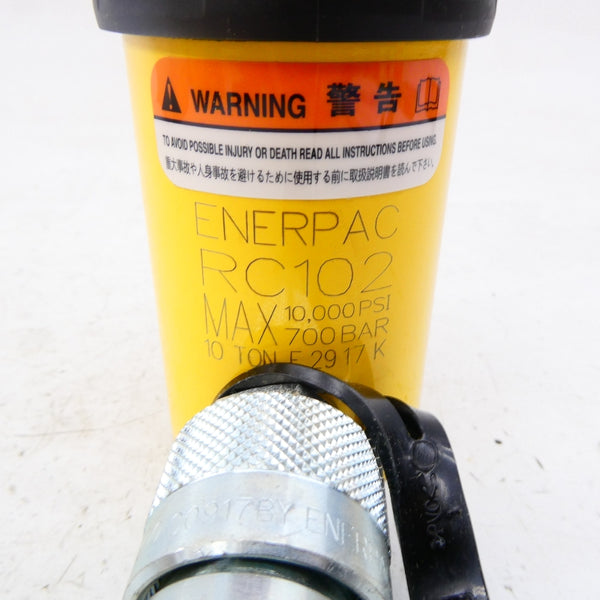 WARNING 警告
TO AVOID POSSIBLE INJURY OR DEATH READ ALL INSTRUCTIONS BEFORE USING.
重大事故や人身事故を避けるために使用する前に取扱説明書を読んで下さい。
ENERPAC
RC102
MAX 10,000 PSI
700 BAR
10 TON E 29 17 K
0917BY ENER